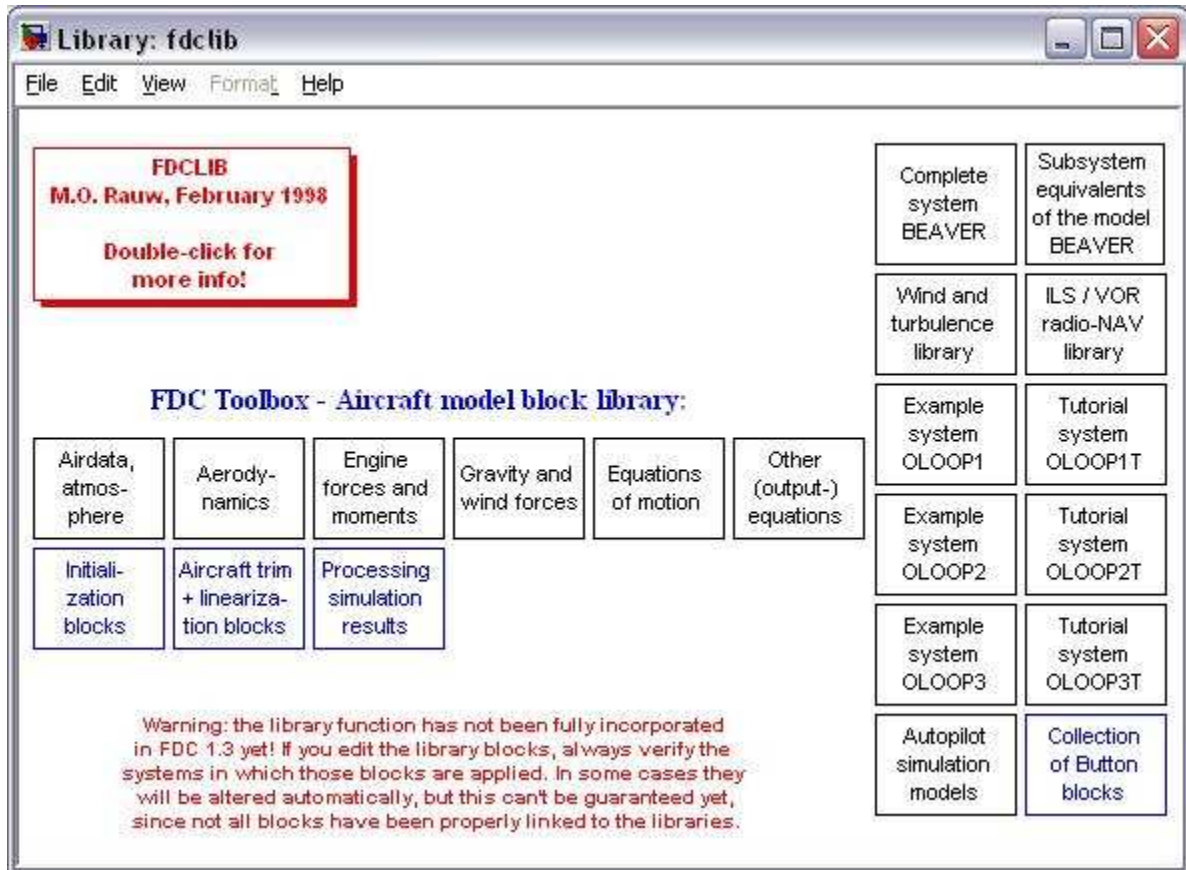 Library: fdclib
File Edit View Format Help
FDCLIB
M.O. Rauw, February 1998
Double-click for
more info!
FDC Toolbox - Aircraft model block library:
Airdata,
atmos-
phere
Aerody-
namics
Engine
forces and
moments
Gravity and
wind forces
Equations
of motion
Other
(output-)
equations
Initiali-
zation
blocks
Aircraft trim
+ lineariza-
tion blocks
Processing
simulation
results
Warning: the library function has not been fully incorporated
in FDC 1.3 yet! If you edit the library blocks, always verify the
systems in which those blocks are applied. In some cases they
will be altered automatically, but this can't be guaranteed yet,
since not all blocks have been properly linked to the libraries.
Complete
system
BEAVER
Subsystem
equivalents
of the model
BEAVER
Wind and
turbulence
library
ILS / VOR
radio-NAV
library
Example
system
OLOOP1
Tutorial
system
OLOOP1T
Example
system
OLOOP2
Tutorial
system
OLOOP2T
Example
system
OLOOP3
Tutorial
system
OLOOP3T
Autopilot
simulation
models
Collection
of Button
blocks